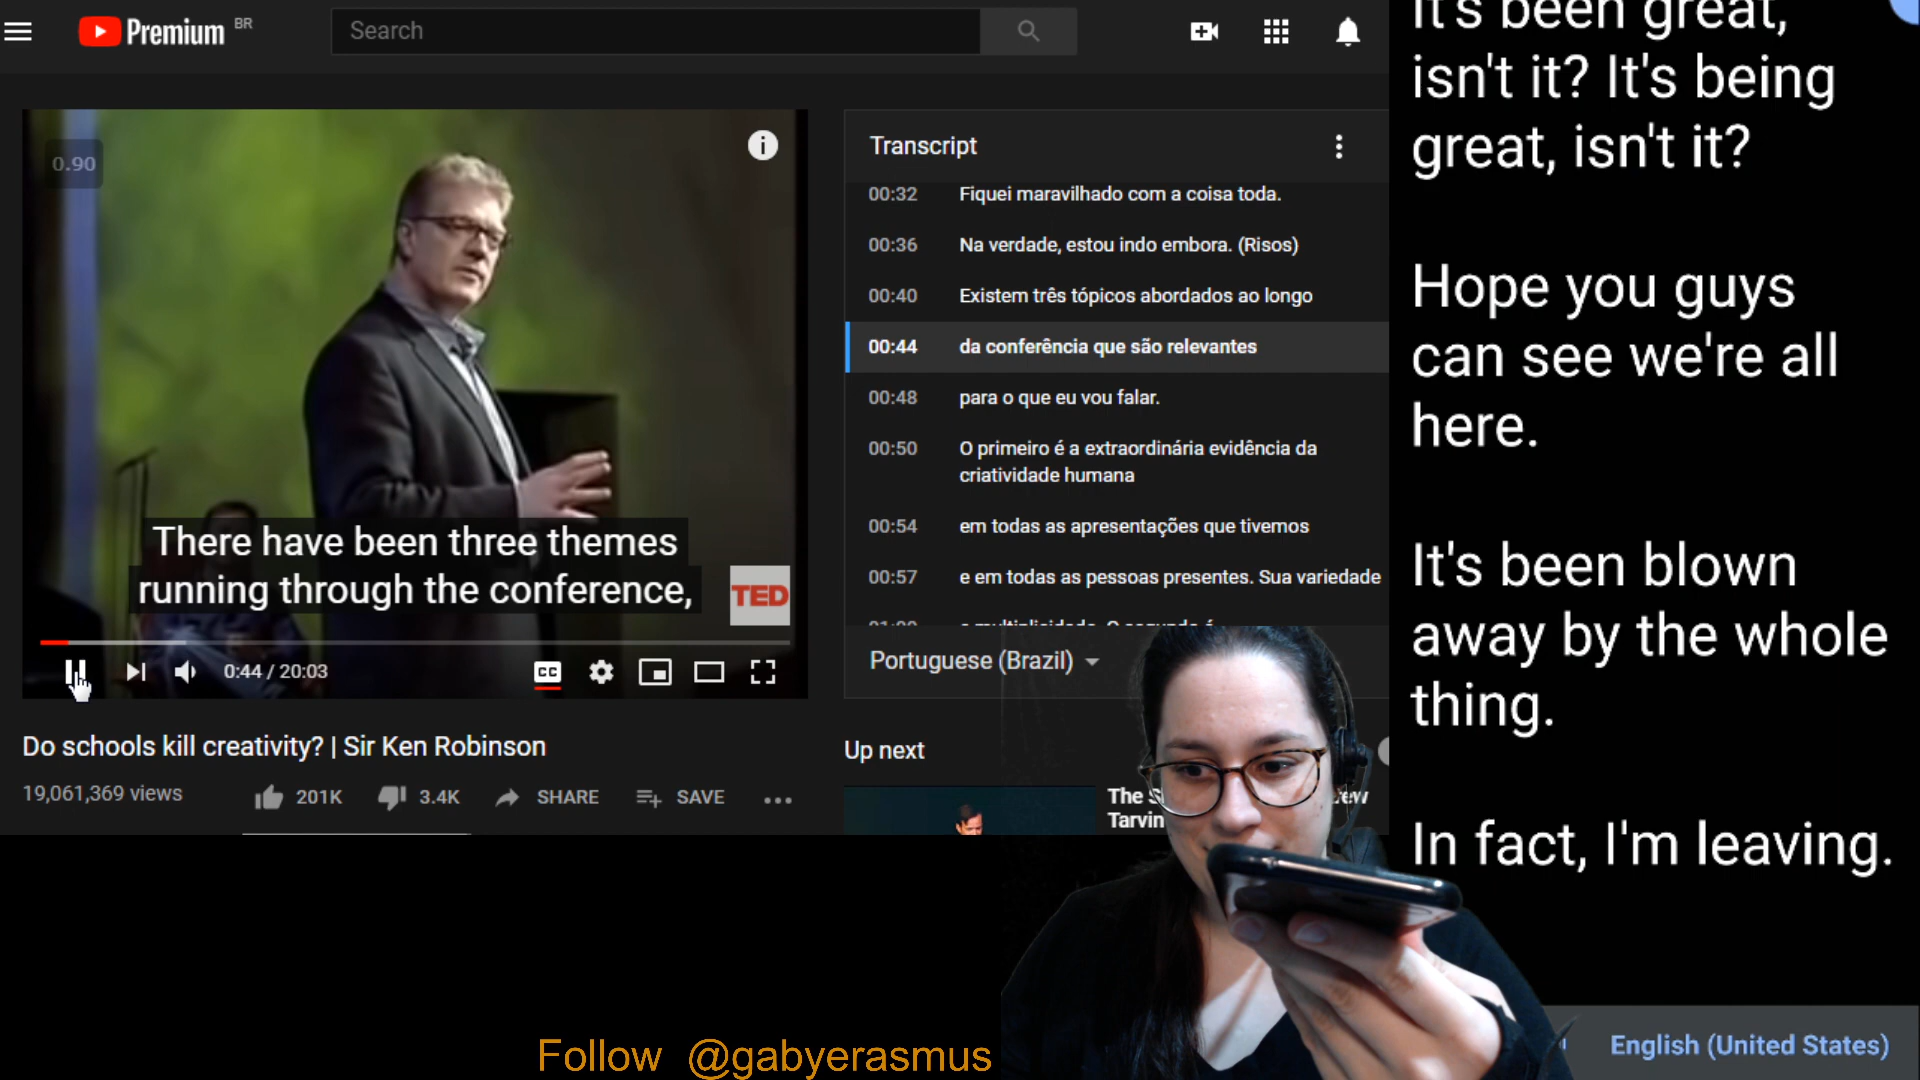 Premium BR
Search
0.90
There have been three themes
running through the conference,
TED
0:44 / 20:03
CC
Do schools kill creativity? | Sir Ken Robinson
19,061,369 views
201K
3.4K
SHARE
SAVE
Transcript
00:32 Fiquei maravilhado com a coisa toda.
00:36 Na verdade, estou indo embora. (Risos)
00:40 Existem três tópicos abordados ao longo
00:44 da conferência que são relevantes
00:48 para o que eu vou falar.
00:50 O primeiro é a extraordinária evidência da
criatividade humana
00:54 em todas as apresentações que tivemos
00:57 e em todas as pessoas presentes. Sua variedade
Portuguese (Brazil)
Up next
The
Tarvin
It's been great,
isn't it? It's being
great, isn't it?
Hope you guys
can see we're all
here.
It's been blown
away by the whole
thing.
In fact, I'm leaving.
English (United States)
Follow @gabyerasmus